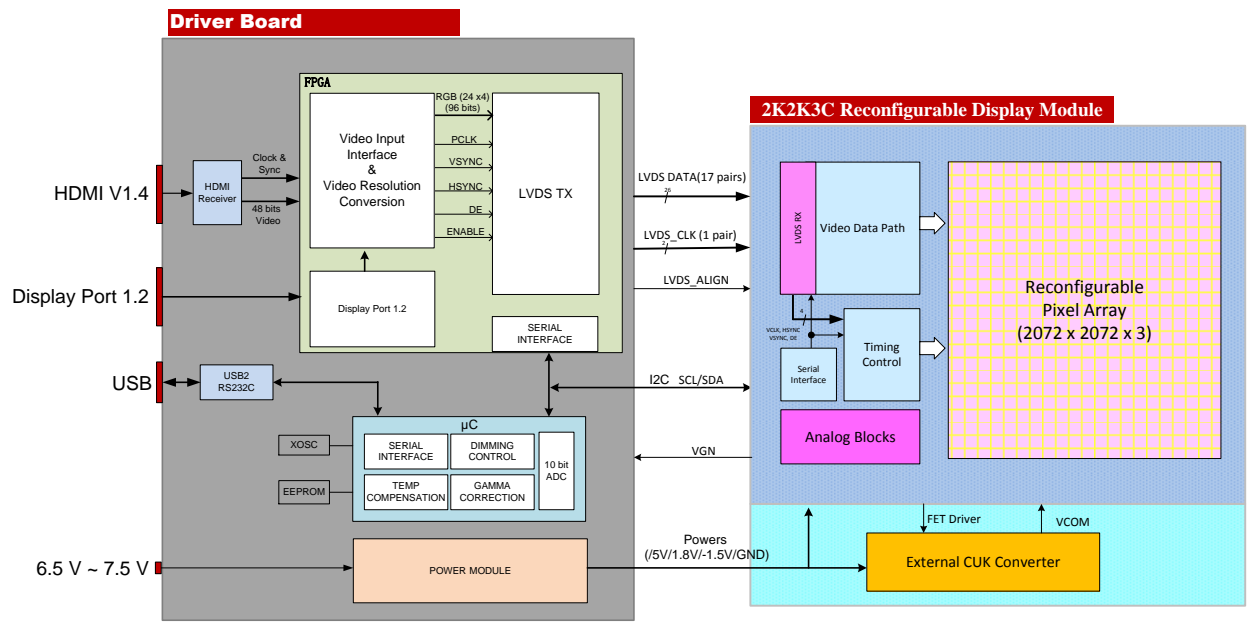 Driver Board
FPGA
RGB (24 x4)
(96 bits)
Video Input
Interface
&
Video Resolution
Conversion
PCLK
VSYNC
HSYNC
DE
ENABLE
LVDS TX
HDMI V1.4
HDMI
Receiver
Clock &
Sync
48 bits
Video
Display Port 1.2
Display Port 1.2
SERIAL
INTERFACE
USB
USB2
RS232C
µC
XOSC
EEPROM
SERIAL
INTERFACE
DIMMING
CONTROL
TEMP
COMPENSATION
GAMMA
CORRECTION
10 bit
ADC
6.5 V ~ 7.5 V
POWER MODULE
LVDS DATA(17 pairs)
26
LVDS_CLK (1 pair)
2
LVDS_ALIGN
I2C SCL/SDA
VGN
Powers
(/5V/1.8V/-1.5V/GND)
2K2K3C Reconfigurable Display Module
LVDS RX
Video Data Path
4
VCLK, HSYNC
VSYNC, DE
Serial
Interface
Timing
Control
Analog Blocks
Reconfigurable
Pixel Array
(2072 x 2072 x 3)
FET Driver
VCOM
External CUK Converter